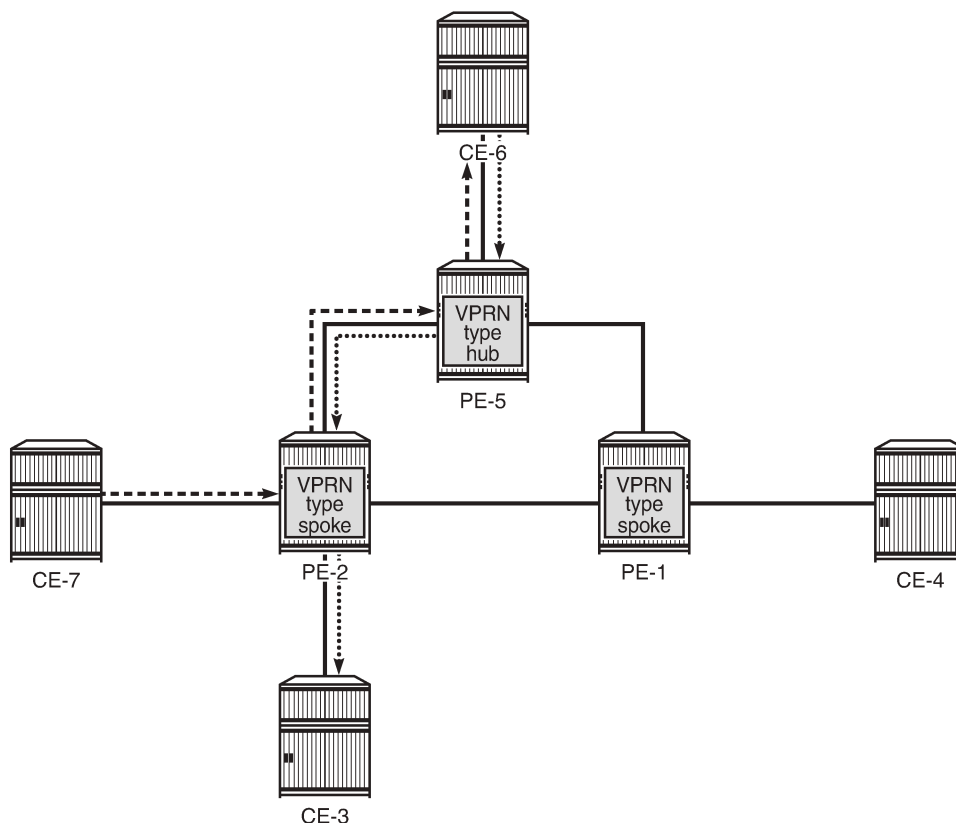 CE-6
VPRN
type
hub
PE-5
VPRN
type
spoke
VPRN
type
spoke
CE-7
PE-2
PE-1
CE-4
CE-3